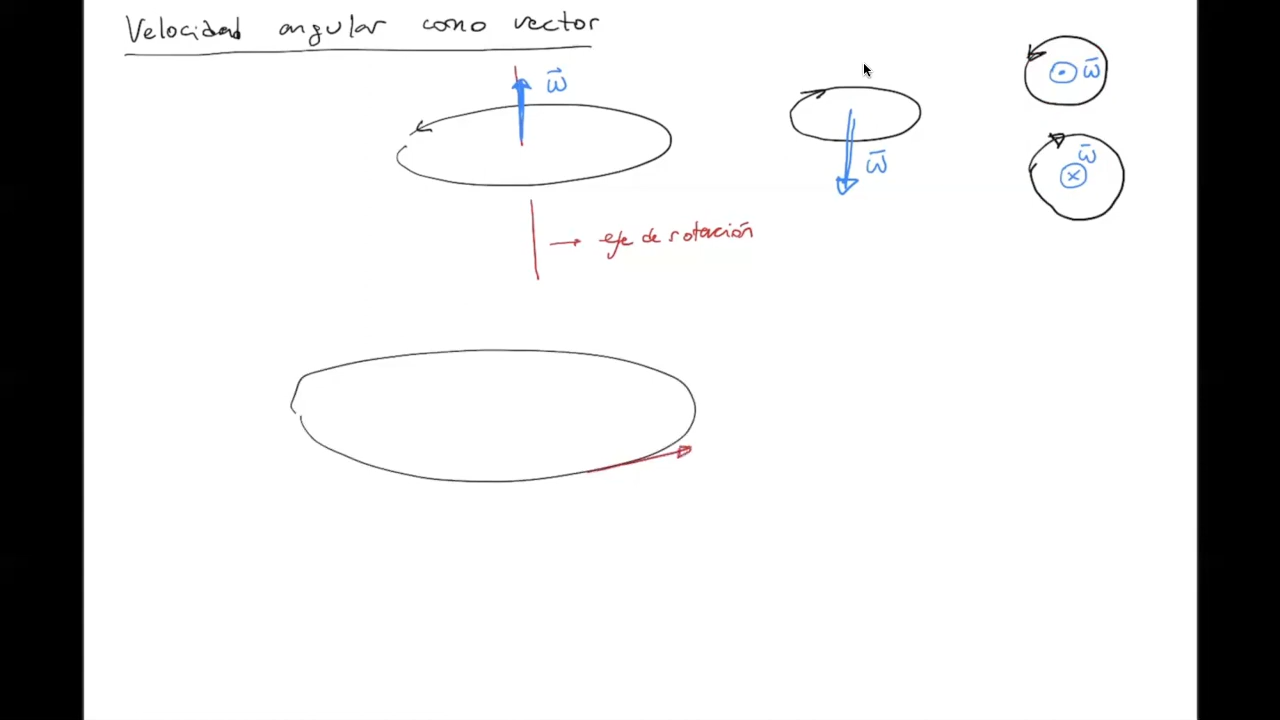 Velocidad angular como vector
ω⃗
ω̄
ω̄
ω̄
→ eje de rotación